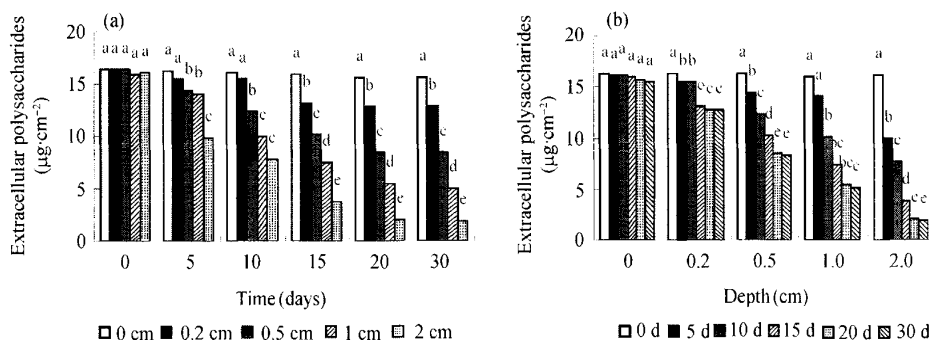 (a)
Extracellular polysaccharides
(μg·cm⁻²)
20
15
10
5
0
a a a a a
a a b b c
a a b c d
a b c d e
a b c d e
a b c d e
0 5 10 15 20 30
Time (days)
0 cm 0.2 cm 0.5 cm 1 cm 2 cm
(b)
Extracellular polysaccharides
(μg·cm⁻²)
20
15
10
5
0
a a a a a a
a b b c c c
a b c d e e
a a b bc bc c
a b c d e e
0 0.2 0.5 1.0 2.0
Depth (cm)
0 d 5 d 10 d 15 d 20 d 30 d